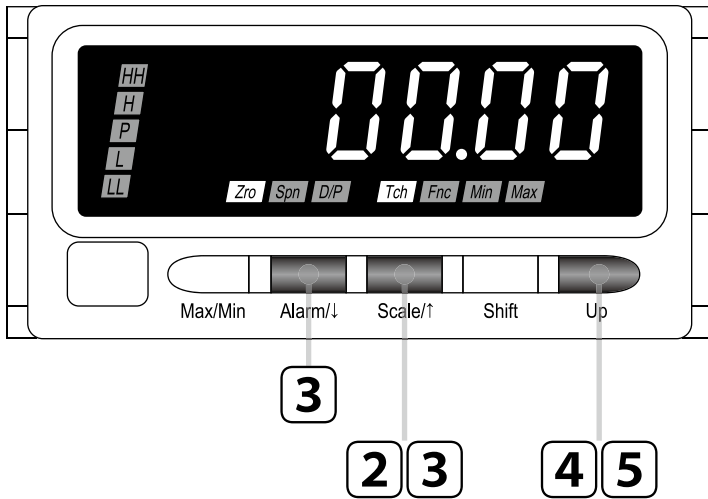 HH
H
P
L
LL
00.00
Zro Spn D/P Tch Fnc Min Max
Max/Min Alarm/↓ Scale/↑ Shift Up
3
2 3 4 5